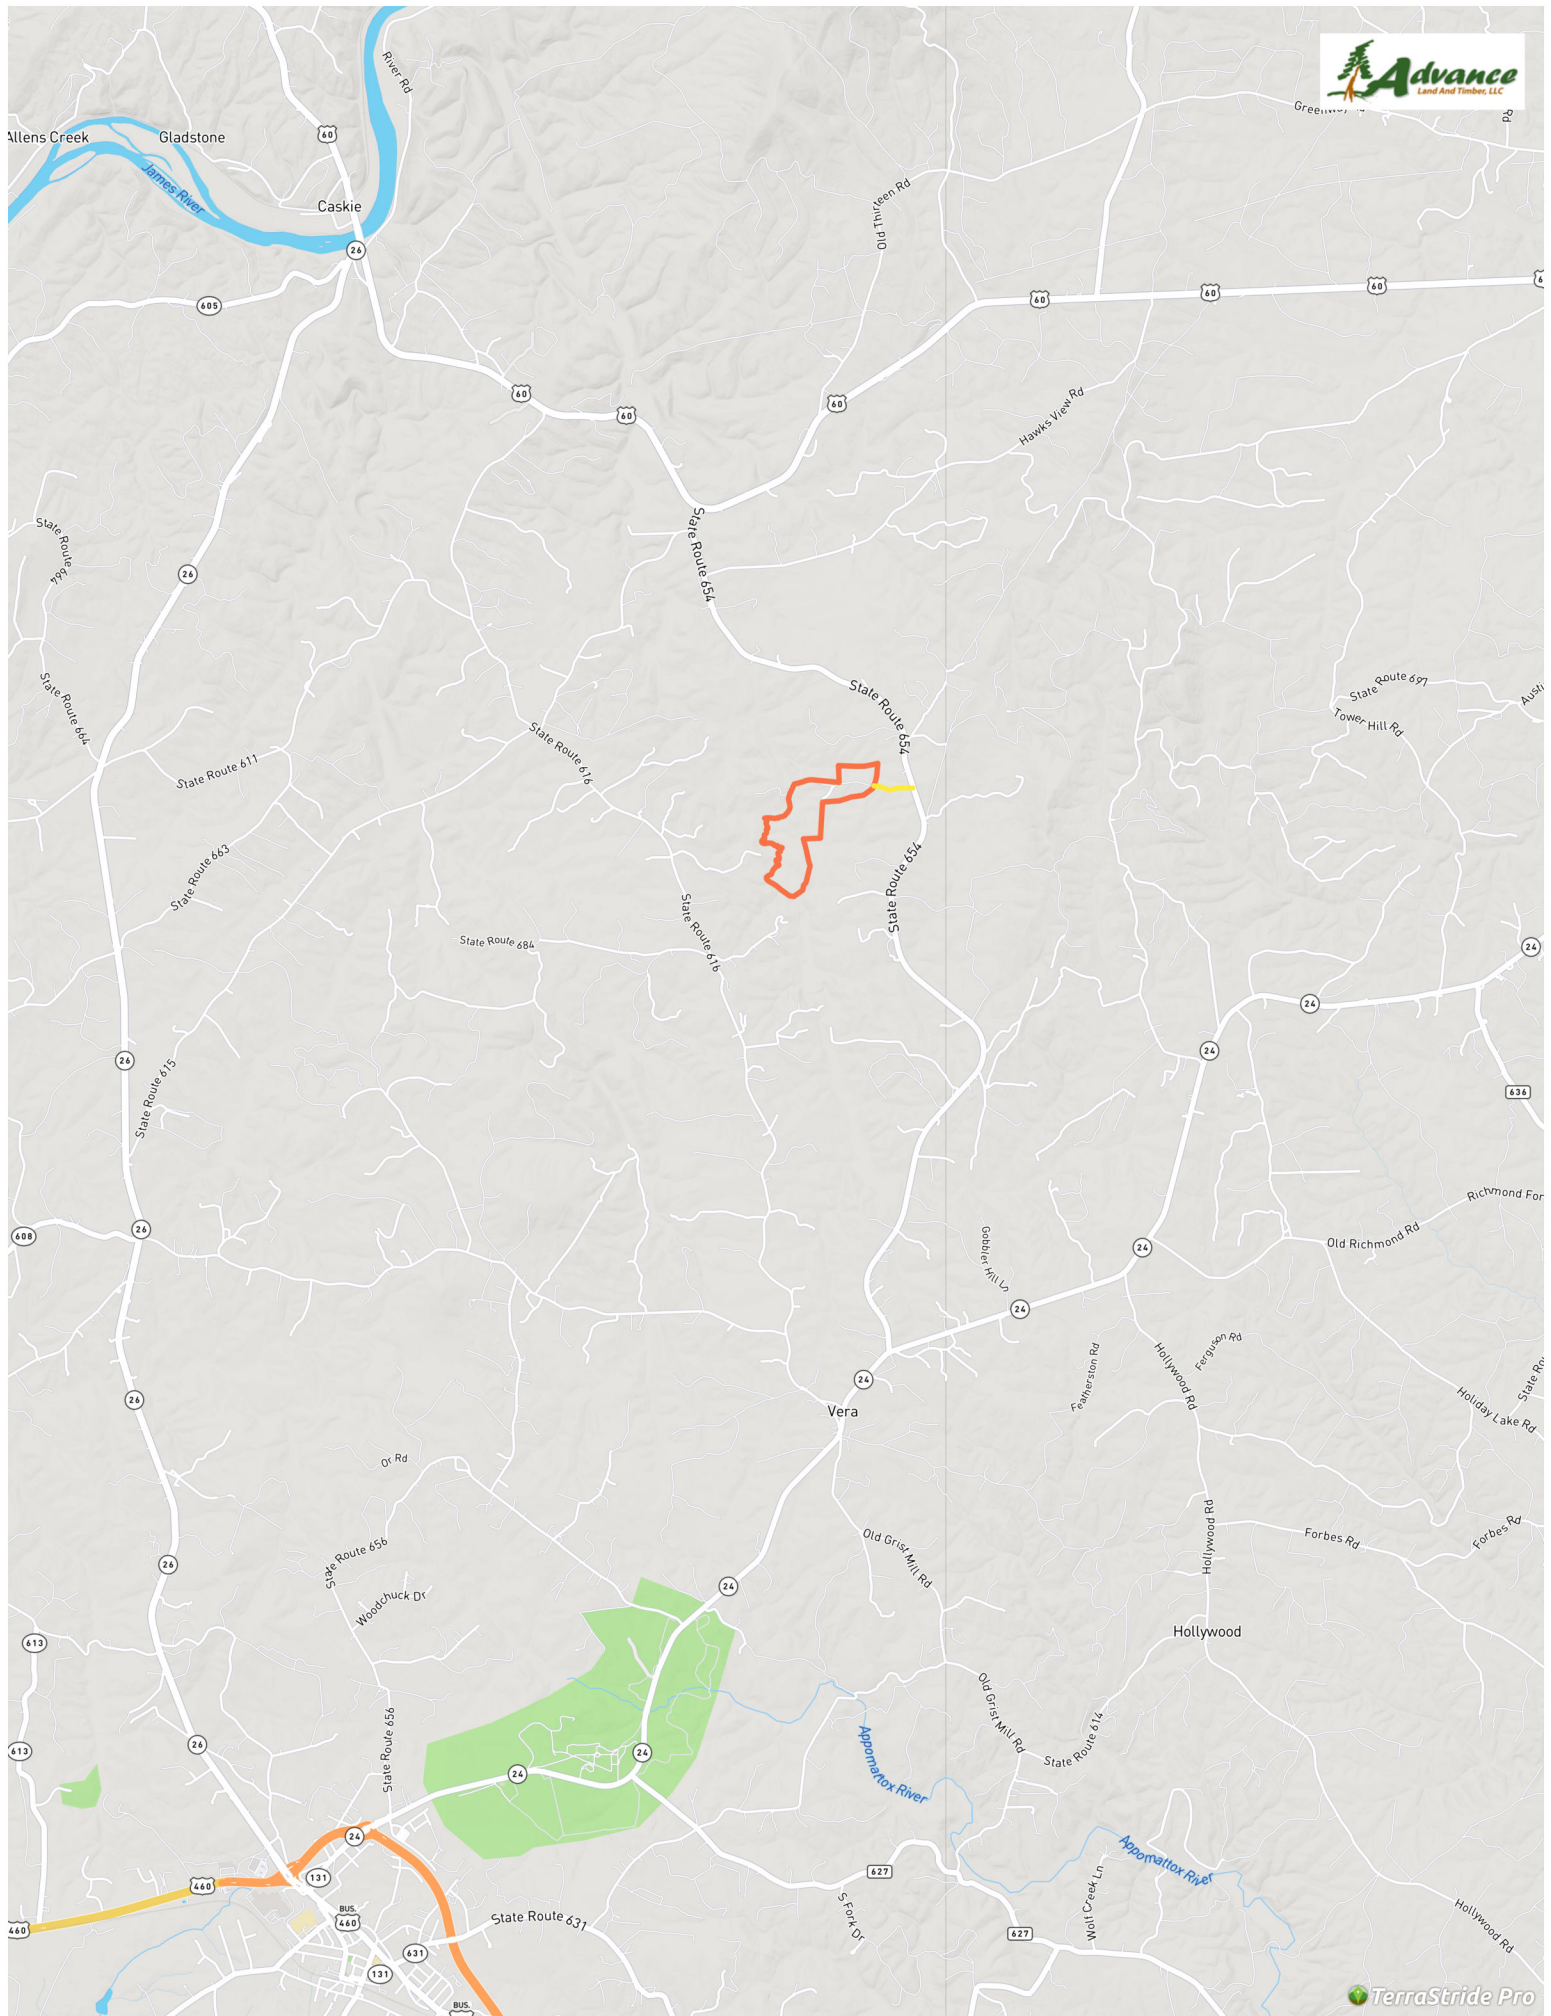 Advance
Land And Timber, LLC
River Rd
Rd
Allens Creek
Gladstone
60
James River
Caskie
Old Thirteen Rd
26
605
60
60
60
60
60
60
60
Hawks View Rd
State Route 664
State Route 654
26
State Route 664
State Route 654
State Route 697
Tower Hill Rd
State Route 616
State Route 611
State Route 663
State Route 654
State Route 616
State Route 684
24
24
24
26
State Route 615
636
608
26
Richmond For
Old Richmond Rd
24
Gobbler Hill Ln
24
Featherston Rd
Hollywood Rd
Ferguson Rd
Holiday Lake Rd
26
24
Vera
Or Rd
Hollywood Rd
Forbes Rd
Forbes Rd
Old Grist Mill Rd
State Route 656
26
24
Woodchuck Dr
613
Hollywood
Old Grist Mill Rd
State Route 614
State Route 656
26
613
24
24
Appomattox River
24
Appomattox River
131
627
460
Wolf Creek Ln
S Fork Dr
BUS.
460
State Route 631
460
627
Hollywood Rd
631
131
BUS.
TerraStride Pro